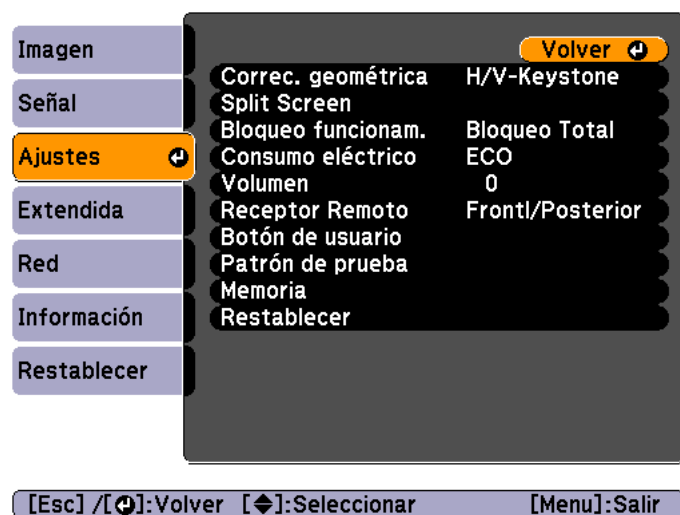 Imagen
Señal
Ajustes
Extendida
Red
Información
Restablecer
Volver
Correc. geométrica H/V-Keystone
Split Screen
Bloqueo funcionam. Bloqueo Total
Consumo eléctrico ECO
Volumen 0
Receptor Remoto Frontl/Posterior
Botón de usuario
Patrón de prueba
Memoria
Restablecer
[Esc] /[↵]:Volver [◆]:Seleccionar [Menu]:Salir